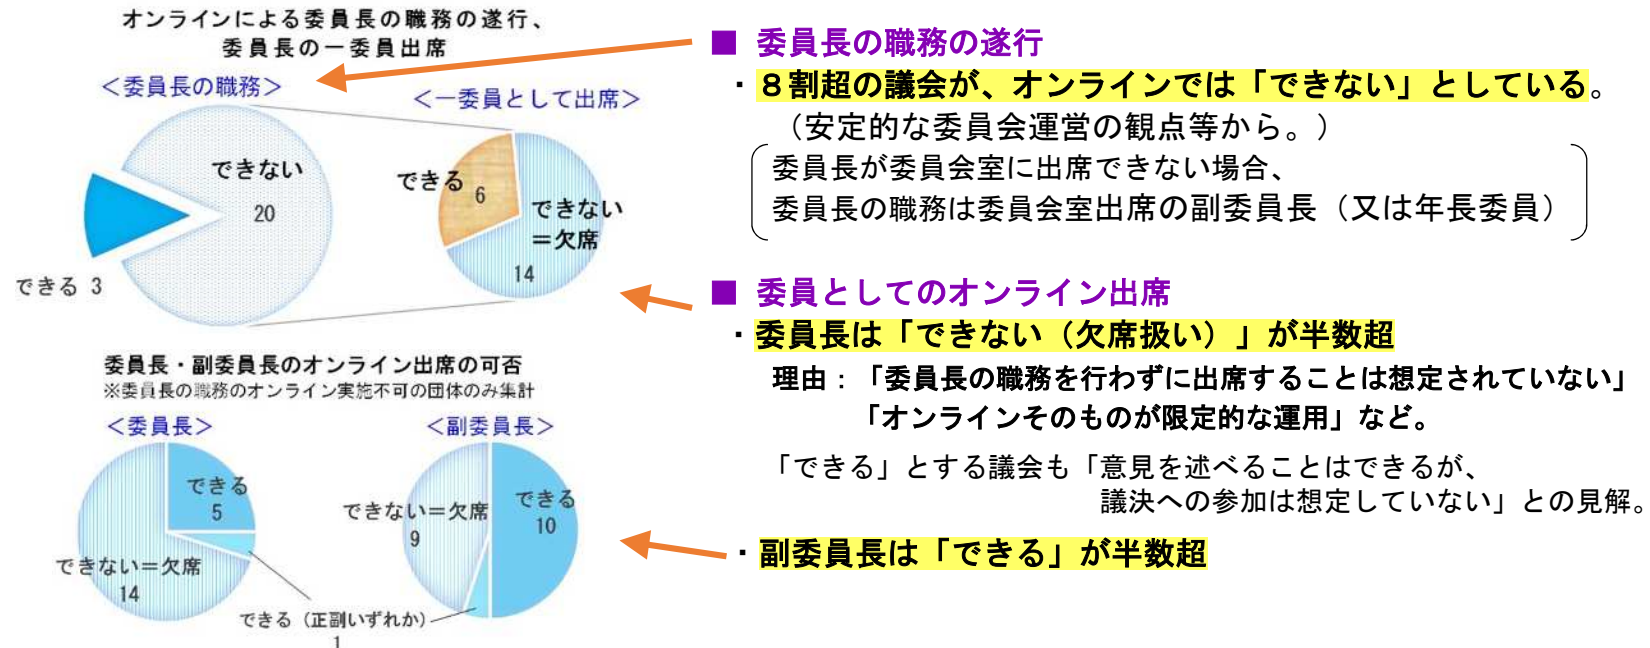 オンラインによる委員長の職務の遂行、
委員長の一委員出席
＜委員長の職務＞
＜一委員として出席＞
できない
20
できる 3
できる
6
できない
＝欠席
14
委員長・副委員長のオンライン出席の可否
※委員長の職務のオンライン実施不可の団体のみ集計
＜委員長＞
＜副委員長＞
できる
5
できない＝欠席
14
できない＝欠席
9
できる
10
できる（正副いずれか）
1
■ 委員長の職務の遂行
・８割超の議会が、オンラインでは「できない」としている。
（安定的な委員会運営の観点等から。）
委員長が委員会室に出席できない場合、
委員長の職務は委員会室出席の副委員長（又は年長委員）
■ 委員としてのオンライン出席
・委員長は「できない（欠席扱い）」が半数超
理由：「委員長の職務を行わずに出席することは想定されていない」
「オンラインそのものが限定的な運用」など。
「できる」とする議会も「意見を述べることはできるが、
議決への参加は想定していない」との見解。
・副委員長は「できる」が半数超